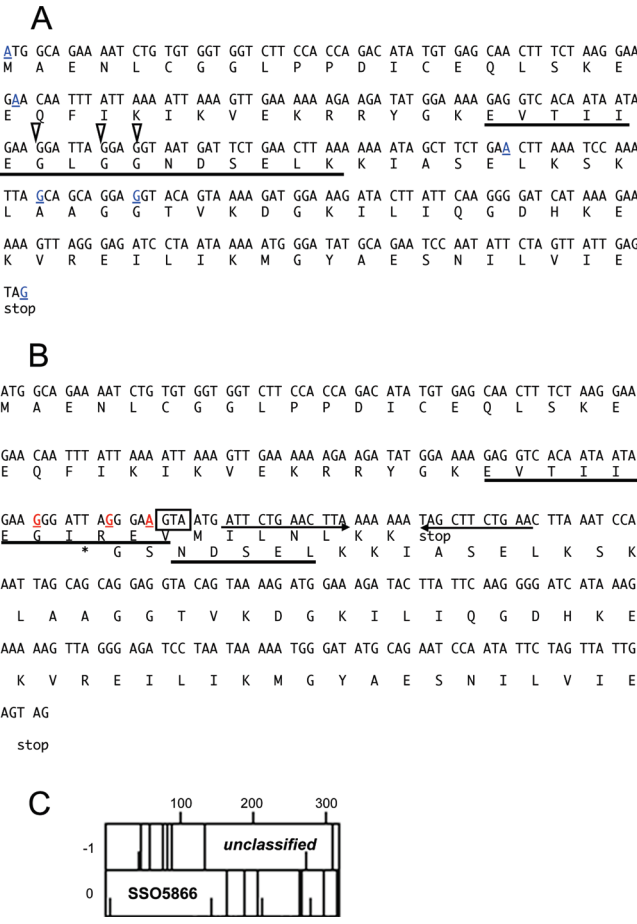 A
ATG GCA GAA AAT CTG TGT GGT GGT CTT CCA CCA GAC ATA TGT GAG CAA CTT TCT AAG GAA
M A E N L C G G L P P D I C E Q L S K E
GAA CAA TTT ATT AAA ATT AAA GTT GAA AAA AGA AGA TAT GGA AAA GAG GTC ACA ATA ATA
E Q F I K I K V E K R R Y G K E V T I I
GAA GGA TTA GGA GGT AAT GAT TCT GAA CTT AAA AAA ATA GCT TCT GAA CTT AAA TCC AAA
E G L G G N D S E L K K I A S E L K S K
TTA GCA GCA GGA GGT ACA GTA AAA GAT GGA AAG ATA CTT ATT CAA GGG GAT CAT AAA GAA
L A A G G T V K D G K I L I Q G D H K E
AAA GTT AGG GAG ATC CTA ATA AAA ATG GGA TAT GCA GAA TCC AAT ATT CTA GTT ATT GAG
K V R E I L I K M G Y A E S N I L V I E
TAG
stop
B
ATG GCA GAA AAT CTG TGT GGT GGT CTT CCA CCA GAC ATA TGT GAG CAA CTT TCT AAG GAA
M A E N L C G G L P P D I C E Q L S K E
GAA CAA TTT ATT AAA ATT AAA GTT GAA AAA AGA AGA TAT GGA AAA GAG GTC ACA ATA ATA
E Q F I K I K V E K R R Y G K E V T I I
GAA GGG ATT AGG GAA GTA ATG ATT CTG AAC TTA AAA AAA TAG CTT CTG AAC TTA AAT CCA
E G I R E V M I L N L K K stop
* G S N D S E L K K I A S E L K S K
AAT TAG CAG CAG GAG GTA CAG TAA AAG ATG GAA AGA TAC TTA TTC AAG GGG ATC ATA AAG
L A A G G T V K D G K I L I Q G D H K E
AAA AAG TTA GGG AGA TCC TAA TAA AAA TGG GAT ATG CAG AAT CCA ATA TTC TAG TTA TTG
K V R E I L I K M G Y A E S N I L V I E
AGT AG
stop
C
100 200 300
-1 unclassified
0 SSO5866